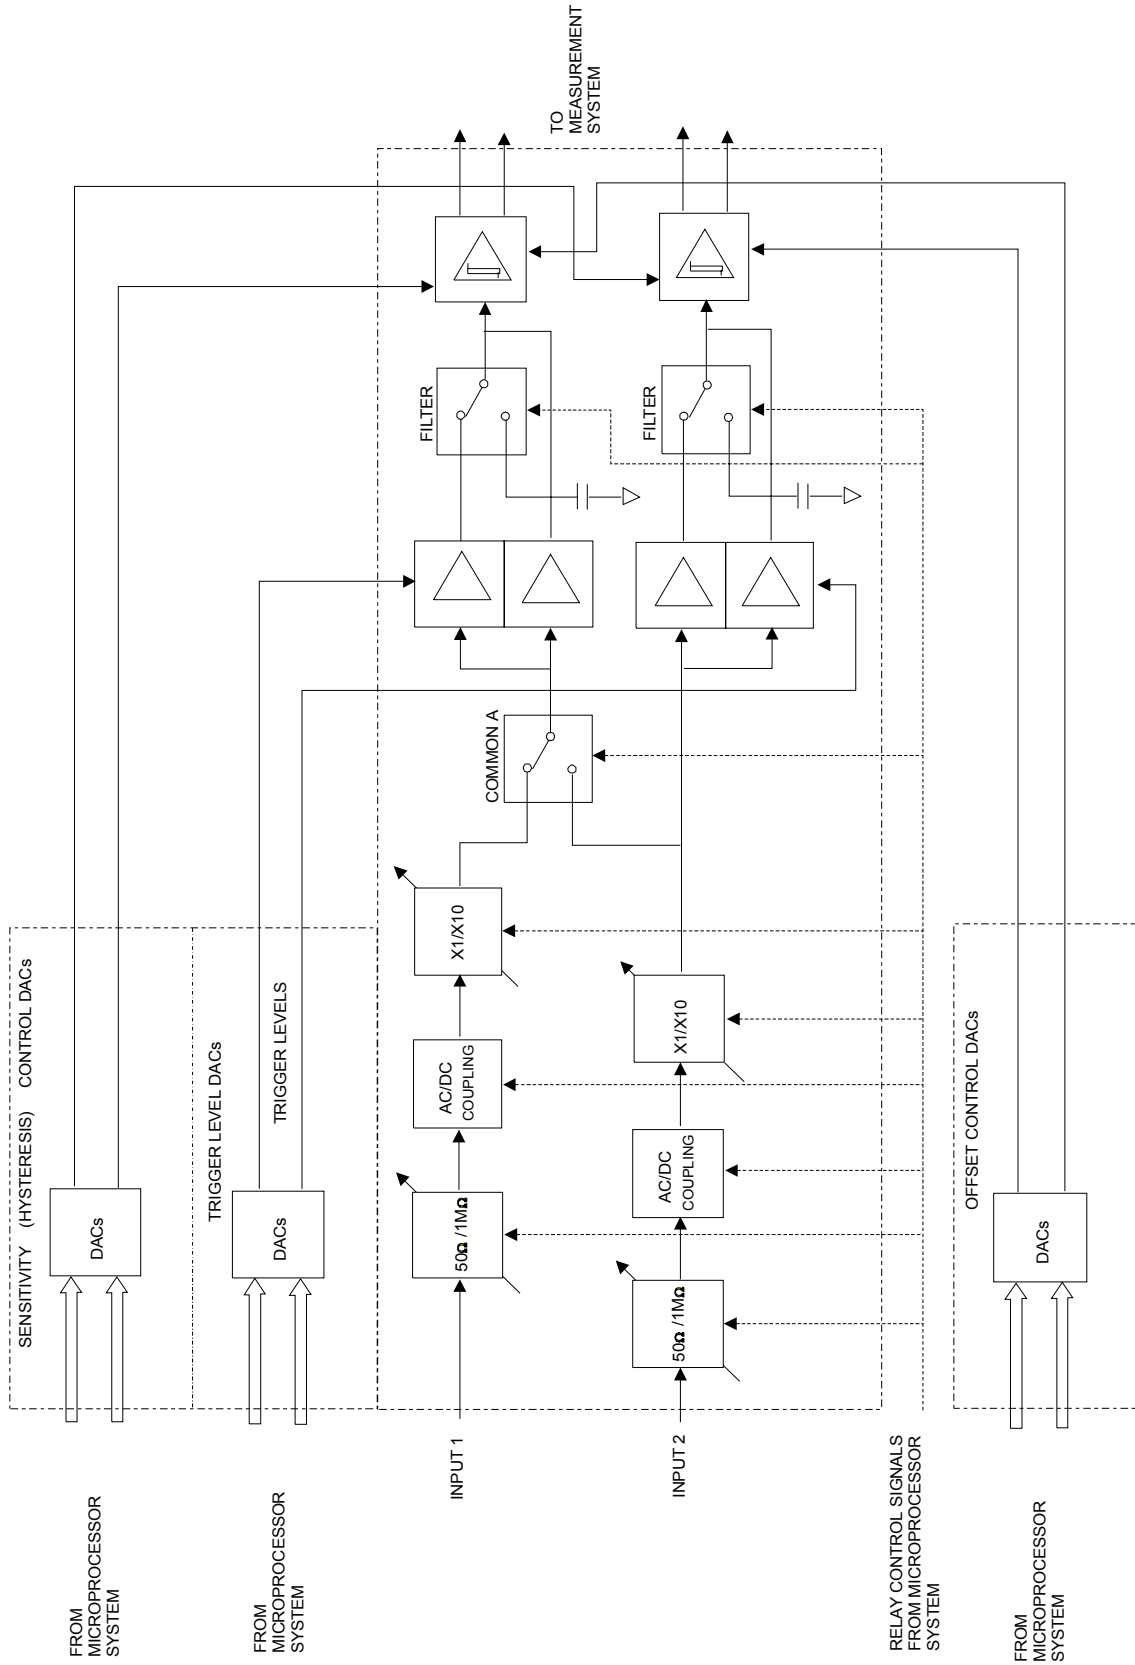 SENSITIVITY (HYSTERESIS) CONTROL DACs
FROM
MICROPROCESSOR
SYSTEM
DACs
TRIGGER LEVEL DACs
TRIGGER LEVELS
FROM
MICROPROCESSOR
SYSTEM
DACs
INPUT 1
50Ω /1MΩ
AC/DC
COUPLING
X1/X10
COMMON A
FILTER
TO
MEASUREMENT
SYSTEM
INPUT 2
50Ω /1MΩ
AC/DC
COUPLING
X1/X10
FILTER
RELAY CONTROL SIGNALS
FROM MICROPROCESSOR
SYSTEM
OFFSET CONTROL DACs
FROM
MICROPROCESSOR
SYSTEM
DACs